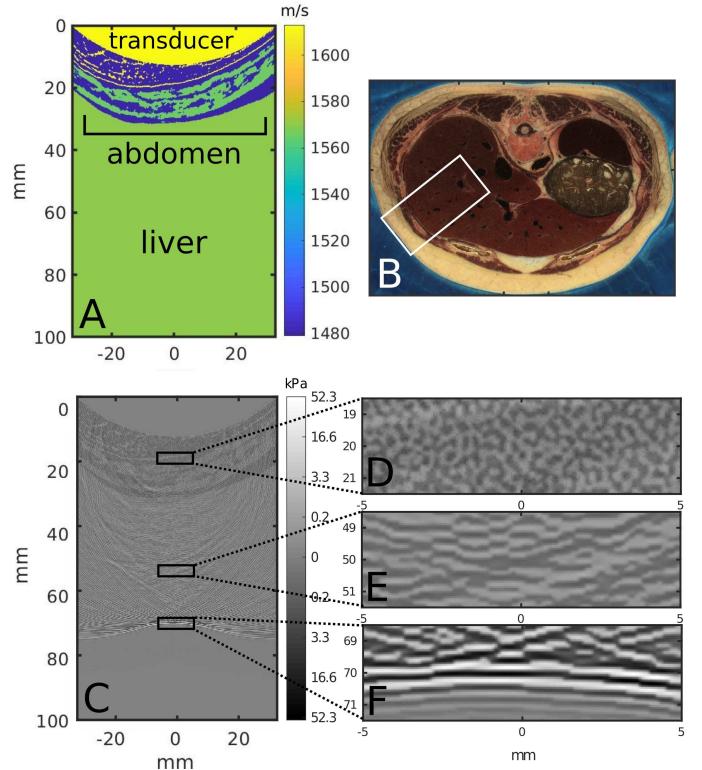 m/s
0
20
40
60
80
100
mm
transducer
abdomen
liver
A
-20 0 20
1600
1580
1560
1540
1520
1500
1480
B
kPa
0
20
40
60
80
100
mm
C
-20 0 20
mm
52.3
16.6
3.3
0.2
0
0.2
3.3
16.6
52.3
19
20
21
D
-5 0 5
49
50
51
E
-5 0 5
69
70
71
F
-5 0 5
mm